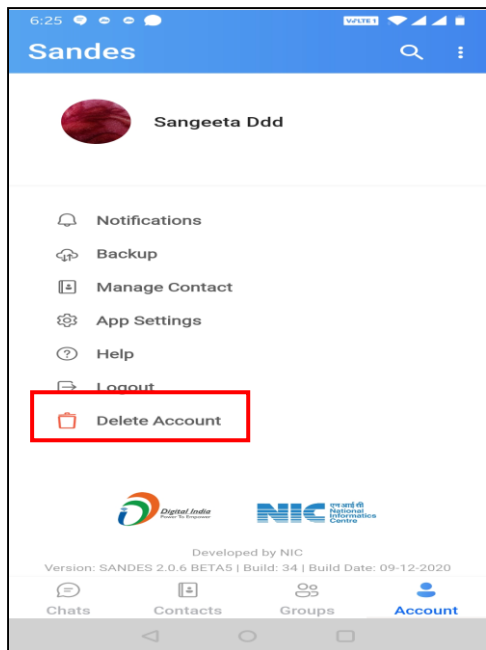 6:25
VoLTE 1
Sandes
Sangeeta Ddd
Notifications
Backup
Manage Contact
App Settings
Help
Logout
Delete Account
Digital India
Power To Empower
NIC
एन आई सी
National
Informatics
Centre
Developed by NIC
Version: SANDES 2.0.6 BETA5 | Build: 34 | Build Date: 09-12-2020
Chats Contacts Groups Account